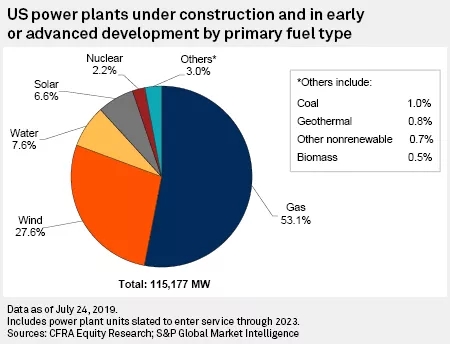 US power plants under construction and in early
or advanced development by primary fuel type
Nuclear
2.2%
Others*
3.0%
Solar
6.6%
Water
7.6%
Wind
27.6%
Gas
53.1%
*Others include:
Coal 1.0%
Geothermal 0.8%
Other nonrenewable 0.7%
Biomass 0.5%
Total: 115,177 MW
Data as of July 24, 2019.
Includes power plant units slated to enter service through 2023.
Sources: CFRA Equity Research; S&P Global Market Intelligence